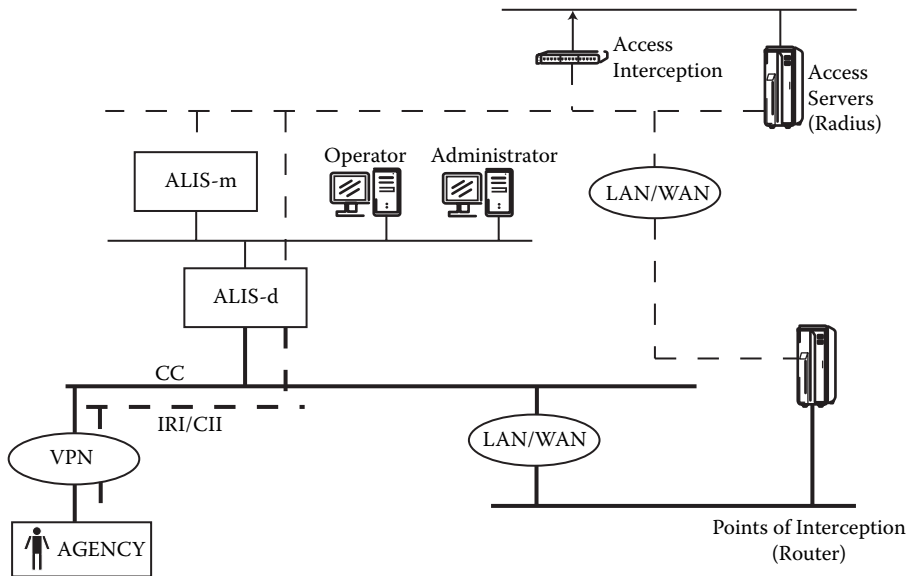 Access
Interception
Access
Servers
(Radius)
Operator
Administrator
ALIS-m
LAN/WAN
ALIS-d
CC
IRI/CII
LAN/WAN
VPN
AGENCY
Points of Interception
(Router)